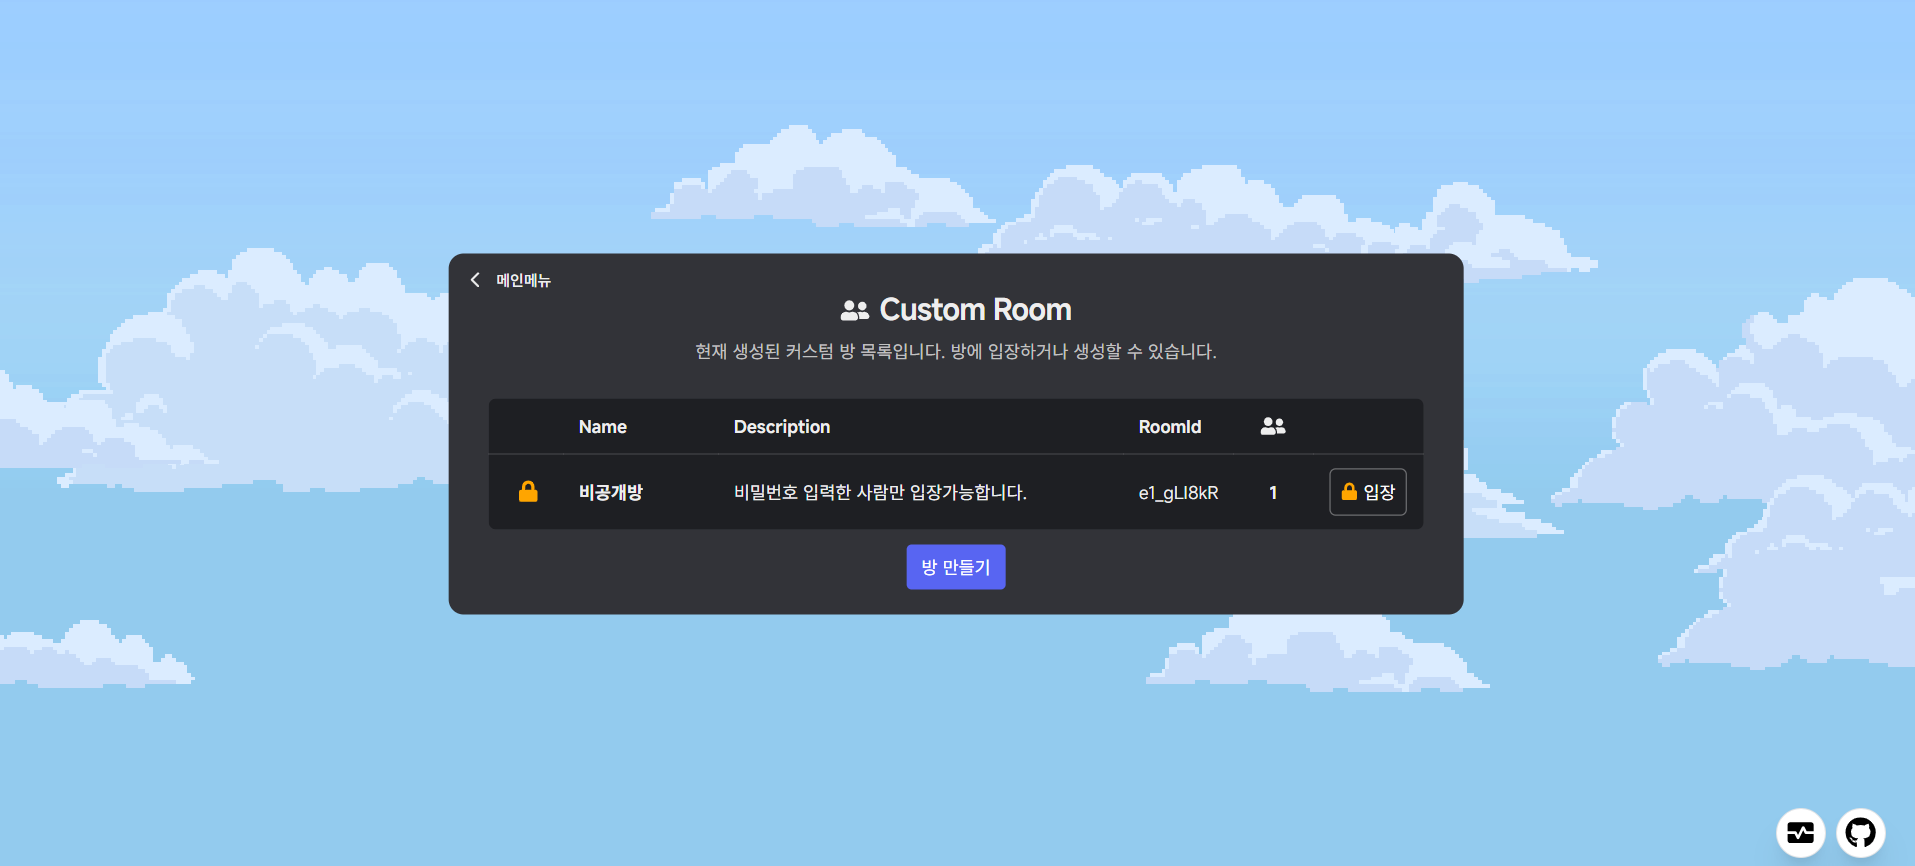 메인메뉴
Custom Room
현재 생성된 커스텀 방 목록입니다. 방에 입장하거나 생성할 수 있습니다.
Name Description RoomId
비공개방 비밀번호 입력한 사람만 입장가능합니다. e1_gLI8kR 1 입장
방 만들기